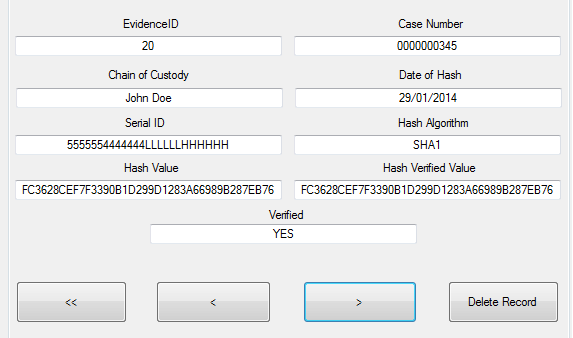 EvidenceID Case Number
20 0000000345
Chain of Custody Date of Hash
John Doe 29/01/2014
Serial ID Hash Algorithm
5555554444444LLLLLLHHHHHH SHA1
Hash Value Hash Verified Value
FC3628CEF7F3390B1D299D1283A66989B287EB76 FC3628CEF7F3390B1D299D1283A66989B287EB76
Verified
YES
<< < > Delete Record